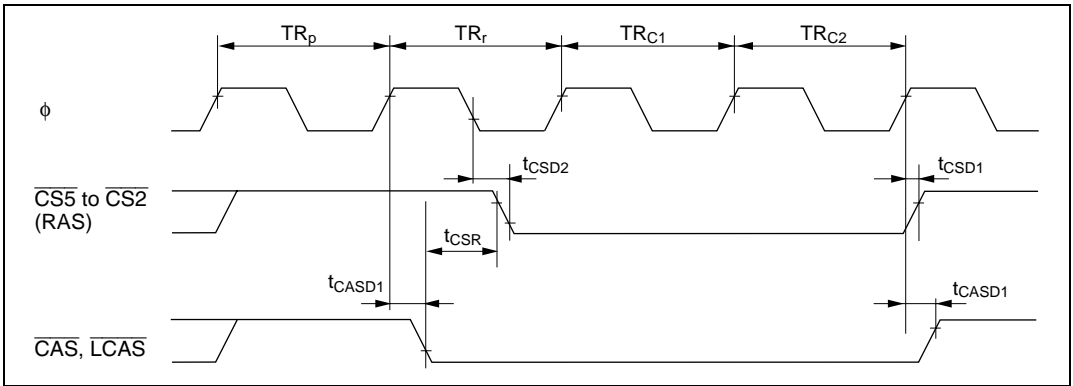 TRp TRr TRC1 TRC2
ϕ
tCSD2 tCSD1
CS5 to CS2
(RAS)
tCSR
tCASD1 tCASD1
CAS, LCAS